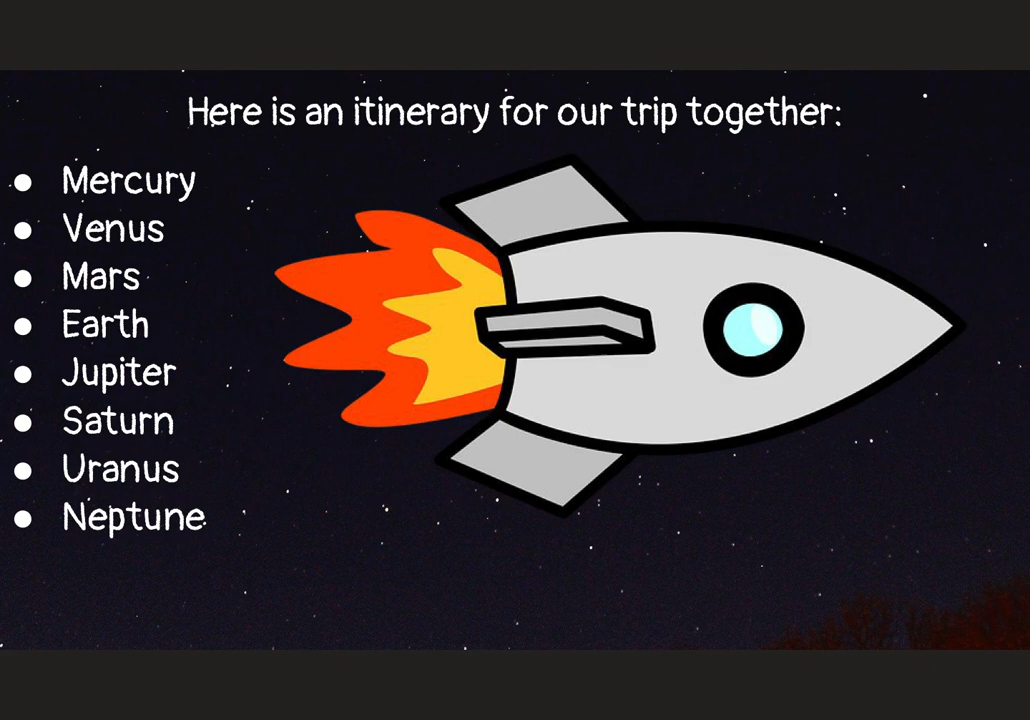 Here is an itinerary for our trip together:
● Mercury
● Venus
● Mars
● Earth
● Jupiter
● Saturn
● Uranus
● Neptune